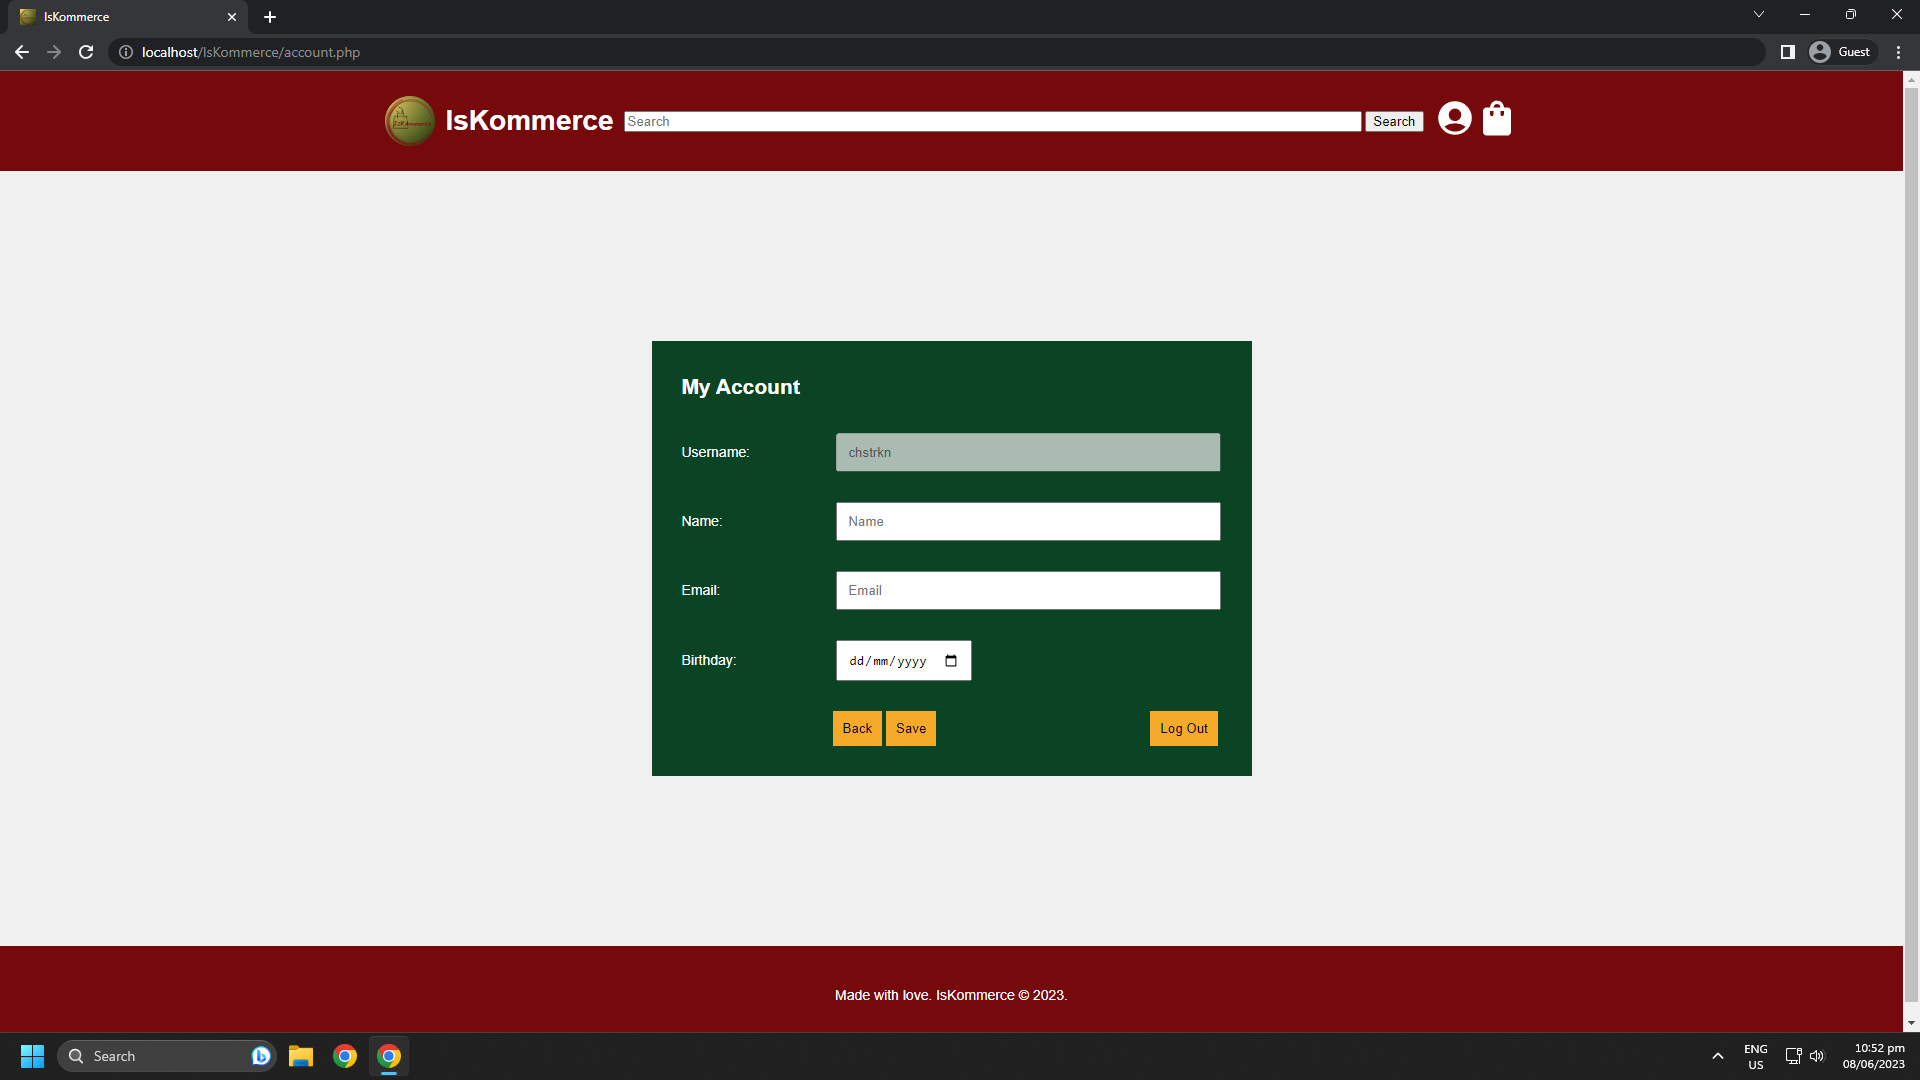 IsKommerce
localhost/IsKommerce/account.php
Guest
IsKommerce
Search
Search
My Account
Username:
chstrkn
Name:
Name
Email:
Email
Birthday:
dd/mm/yyyy
Back
Save
Log Out
Made with love. IsKommerce © 2023.
Search
ENG
US
10:52 pm
08/06/2023